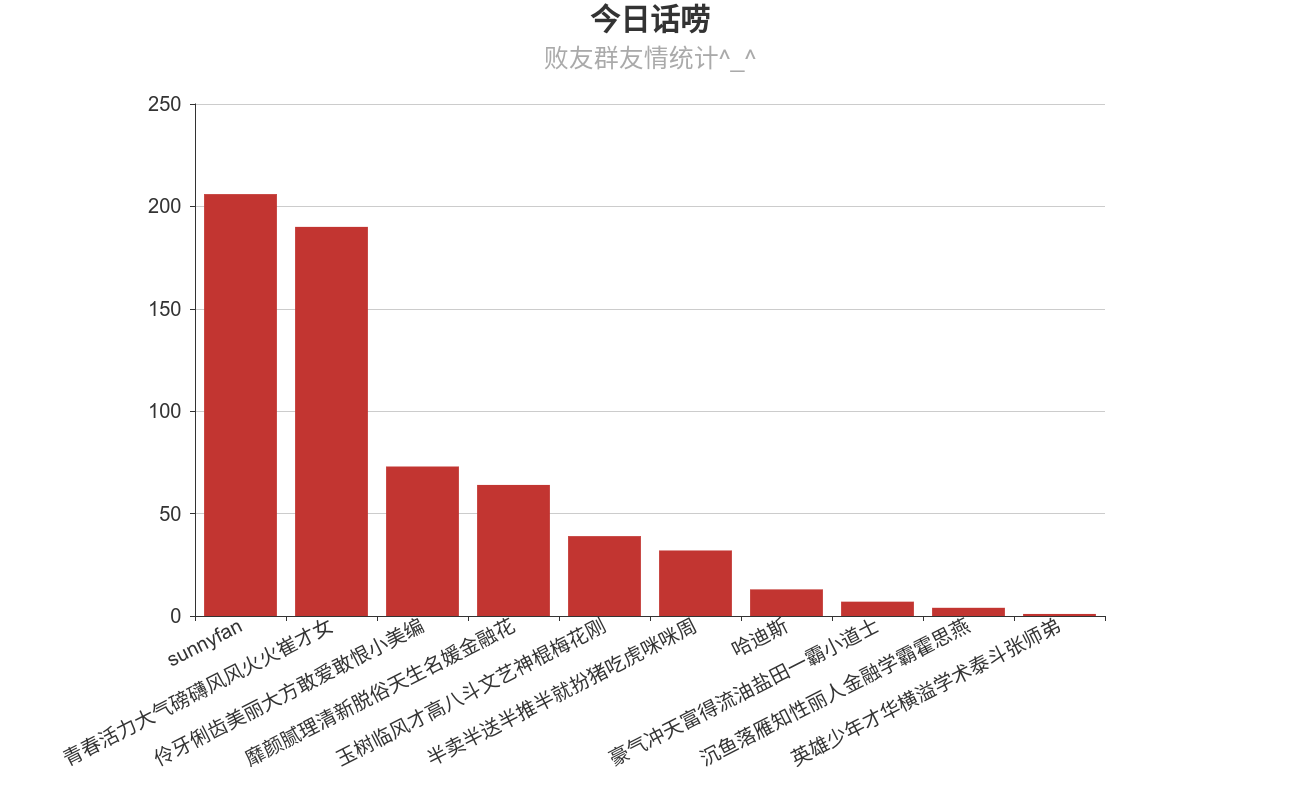 今日话唠
败友群友情统计^_^
250
200
150
100
50
0
sunnyfan
青春活力大气磅礴风风火火崔才女
伶牙俐齿美丽大方敢爱敢恨小美编
靡颜腻理清新脱俗天生名媛金融花
玉树临风才高八斗文艺神棍梅花刚
半卖半送半推半就扮猪吃虎咪咪周
哈迪斯
豪气冲天富得流油盐田一霸小道士
沉鱼落雁知性丽人金融学霸霍思燕
英雄少年才华横溢学术泰斗张师弟